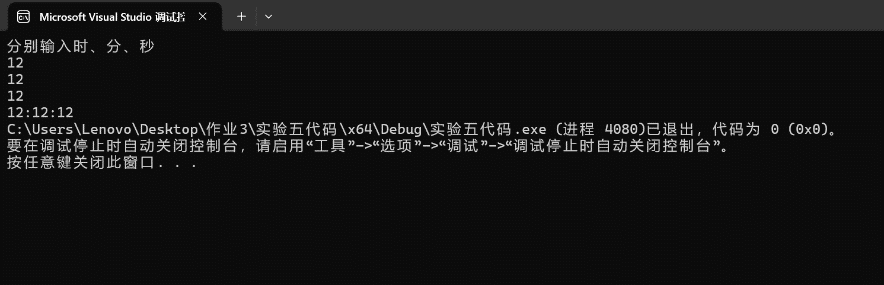 Microsoft Visual Studio 调试控
分别输入时、分、秒
12
12
12
12:12:12
C:\Users\Lenovo\Desktop\作业3\实验五代码\x64\Debug\实验五代码.exe (进程 4080)已退出，代码为 0 (0x0)。
要在调试停止时自动关闭控制台，请启用“工具”->“选项”->“调试”->“调试停止时自动关闭控制台”。
按任意键关闭此窗口. . .